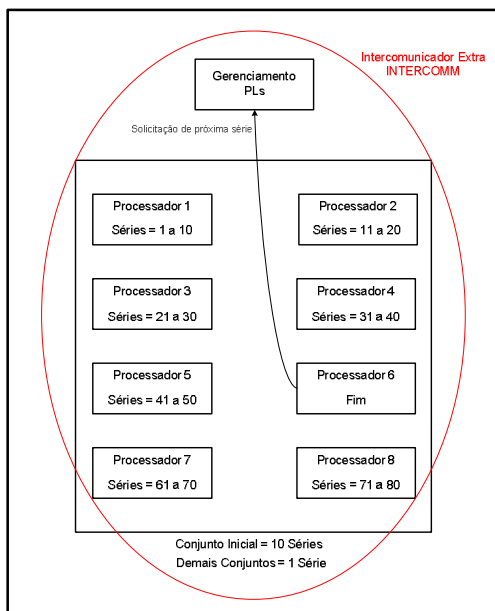 Intercomunicador Extra
INTERCOMM
Gerenciamento
PLs
Solicitação de próxima série
Processador 1
Séries = 1 a 10
Processador 2
Séries = 11 a 20
Processador 3
Séries = 21 a 30
Processador 4
Séries = 31 a 40
Processador 5
Séries = 41 a 50
Processador 6
Fim
Processador 7
Séries = 61 a 70
Processador 8
Séries = 71 a 80
Conjunto Inicial = 10 Séries
Demais Conjuntos = 1 Série